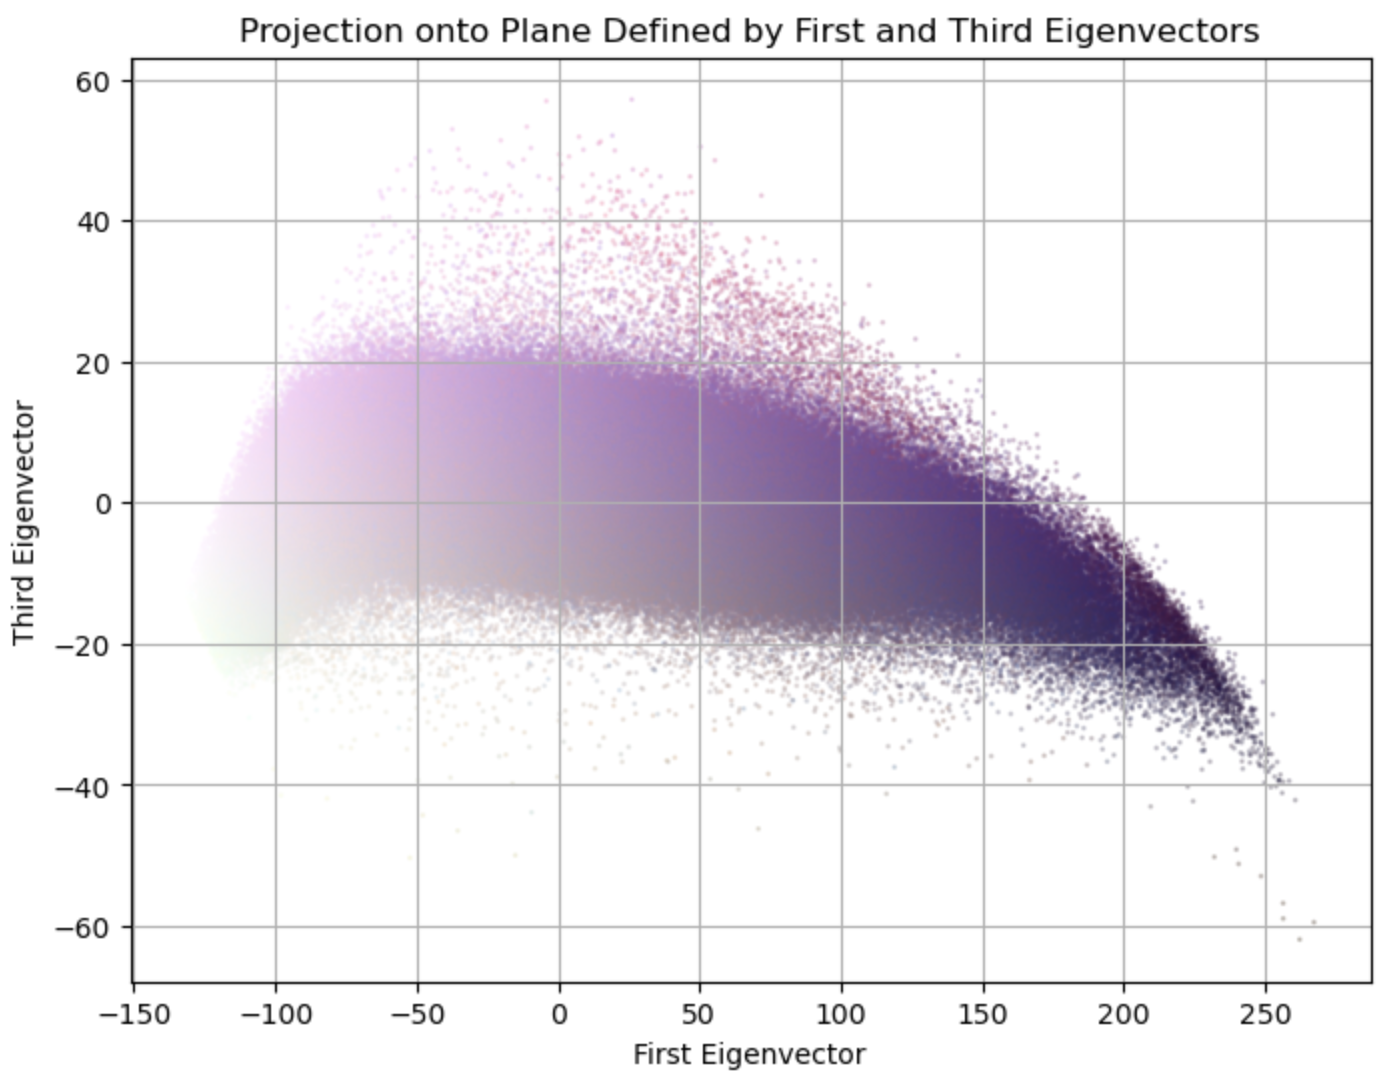 Projection onto Plane Defined by First and Third Eigenvectors
60
40
20
0
−20
−40
−60
Third Eigenvector
−150 −100 −50 0 50 100 150 200 250
First Eigenvector